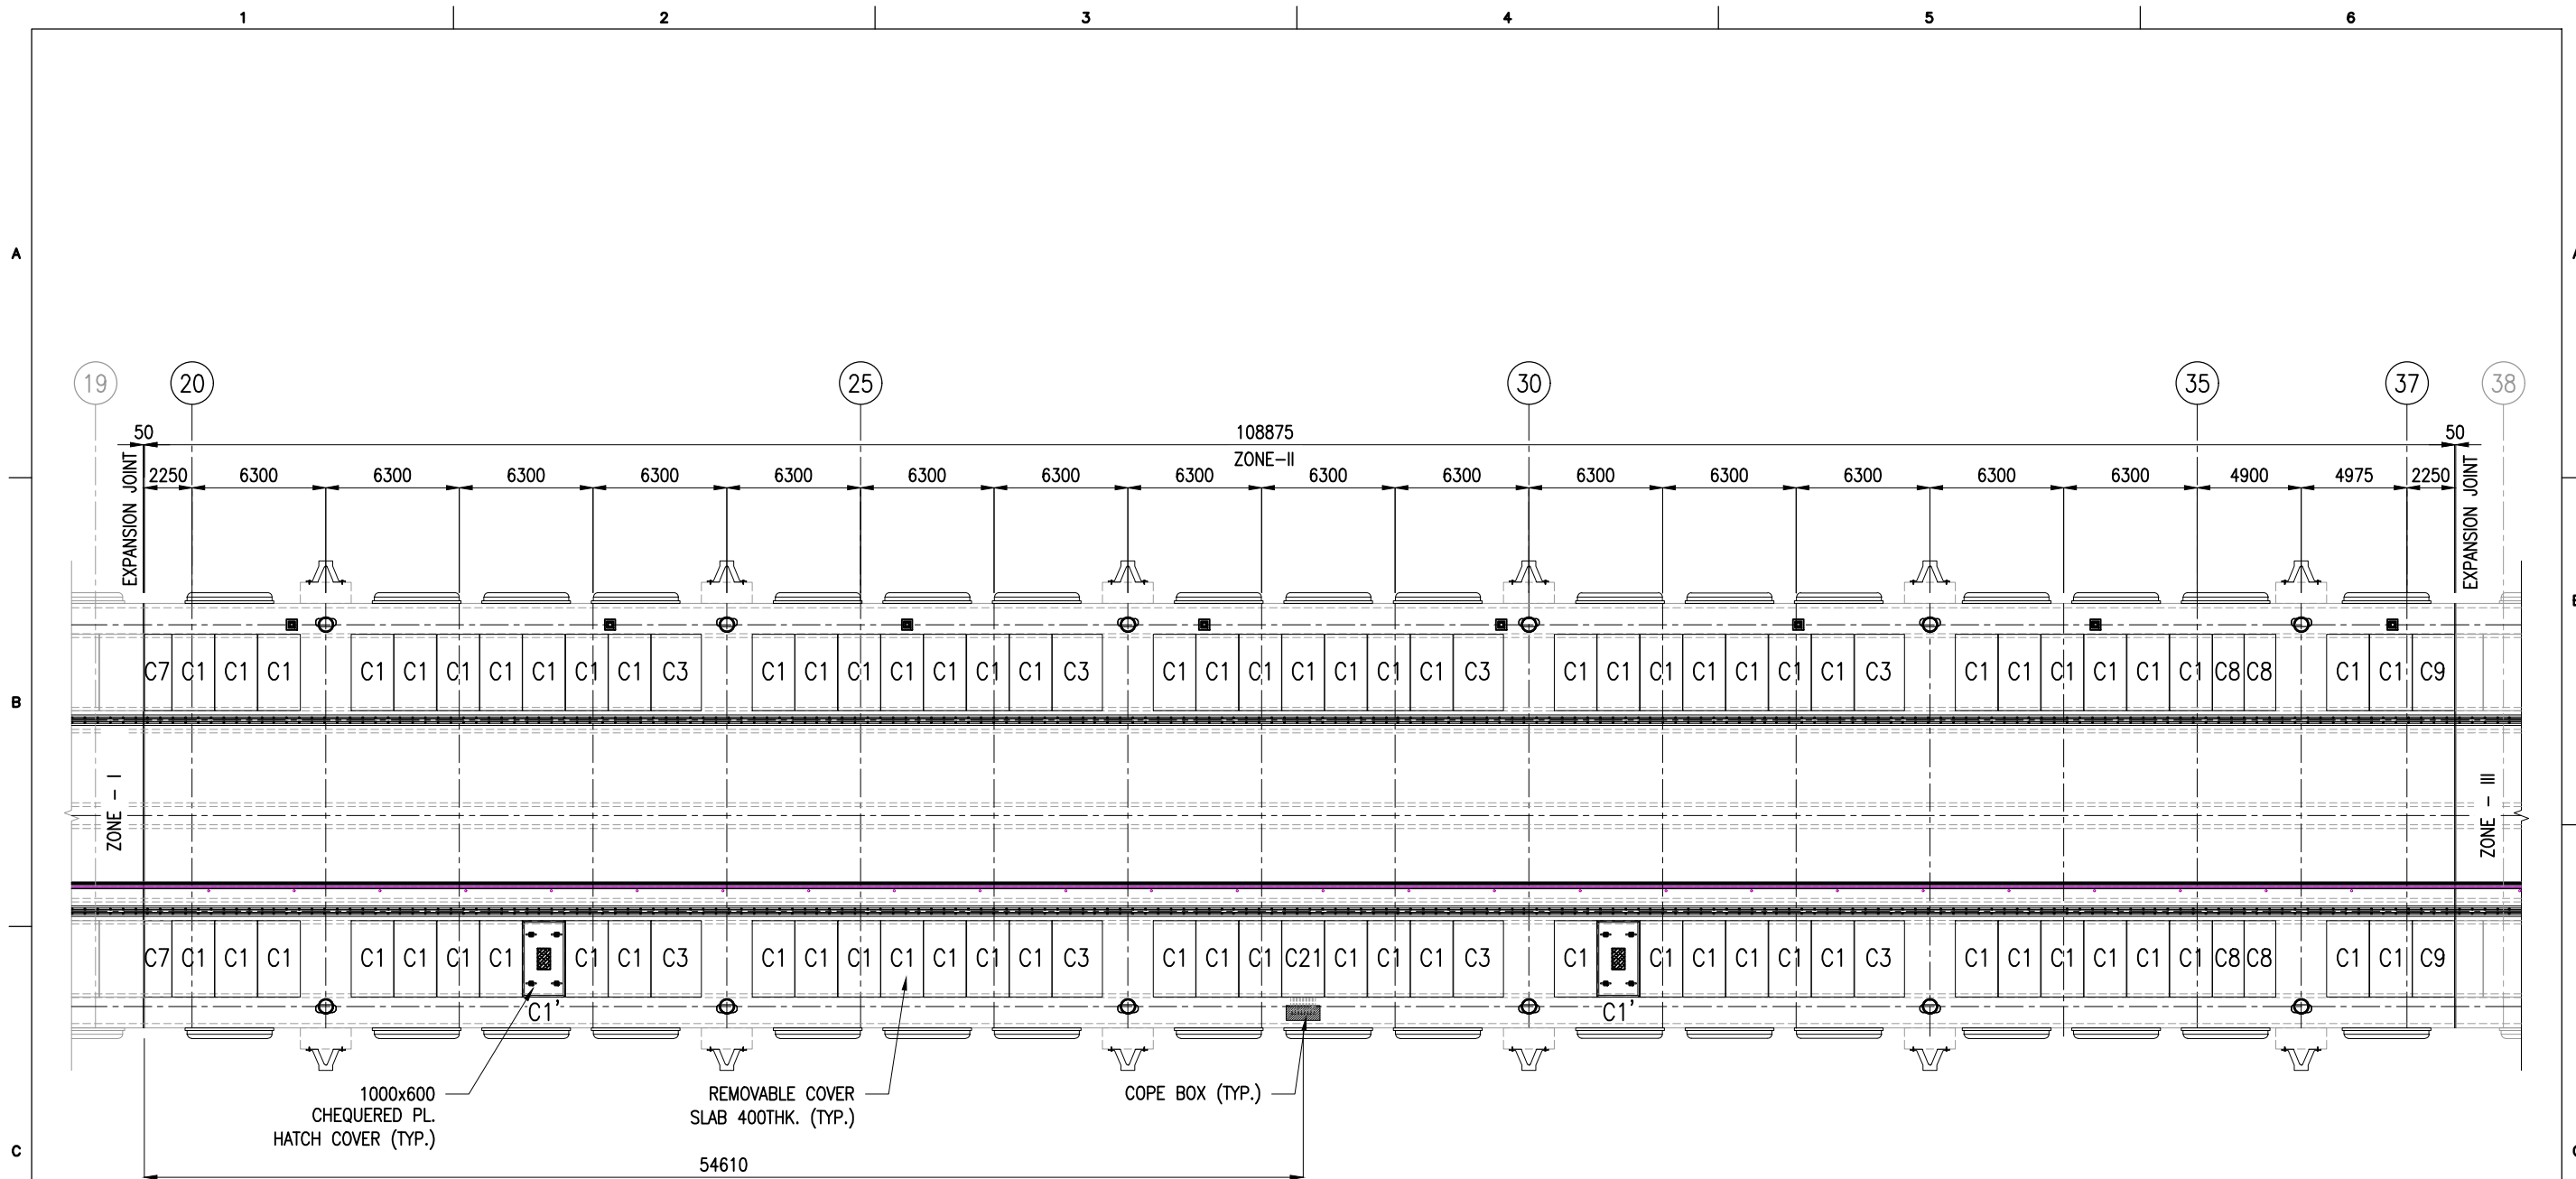 1 2 3 4 5 6
A
19 20 25 30 35 37 38
50 108875 50
ZONE-II
2250 6300 6300 6300 6300 6300 6300 6300 6300 6300 6300 6300 6300 6300 6300 6300 4900 4975 2250
EXPANSION JOINT
EXPANSION JOINT
B
C7 C1 C1 C1 C1 C1 C1 C1 C1 C1 C1 C3 C1 C1 C1 C1 C1 C1 C1 C3 C1 C1 C1 C1 C1 C1 C1 C3 C1 C1 C1 C1 C1 C1 C1 C3 C1 C1 C1 C1 C1 C1 C8 C8 C1 C1 C9
ZONE - I
ZONE - III
C7 C1 C1 C1 C1 C1 C1 C1 C1 C1 C3 C1 C1 C1 C1 C1 C1 C1 C3 C1 C1 C1 C21 C1 C1 C1 C3 C1 C1 C1 C1 C1 C1 C3 C1 C1 C1 C1 C1 C1 C8 C8 C1 C1 C9
C1' C1'
1000x600
CHEQUERED PL.
HATCH COVER (TYP.)
REMOVABLE COVER
SLAB 400THK. (TYP.)
COPE BOX (TYP.)
C
54610